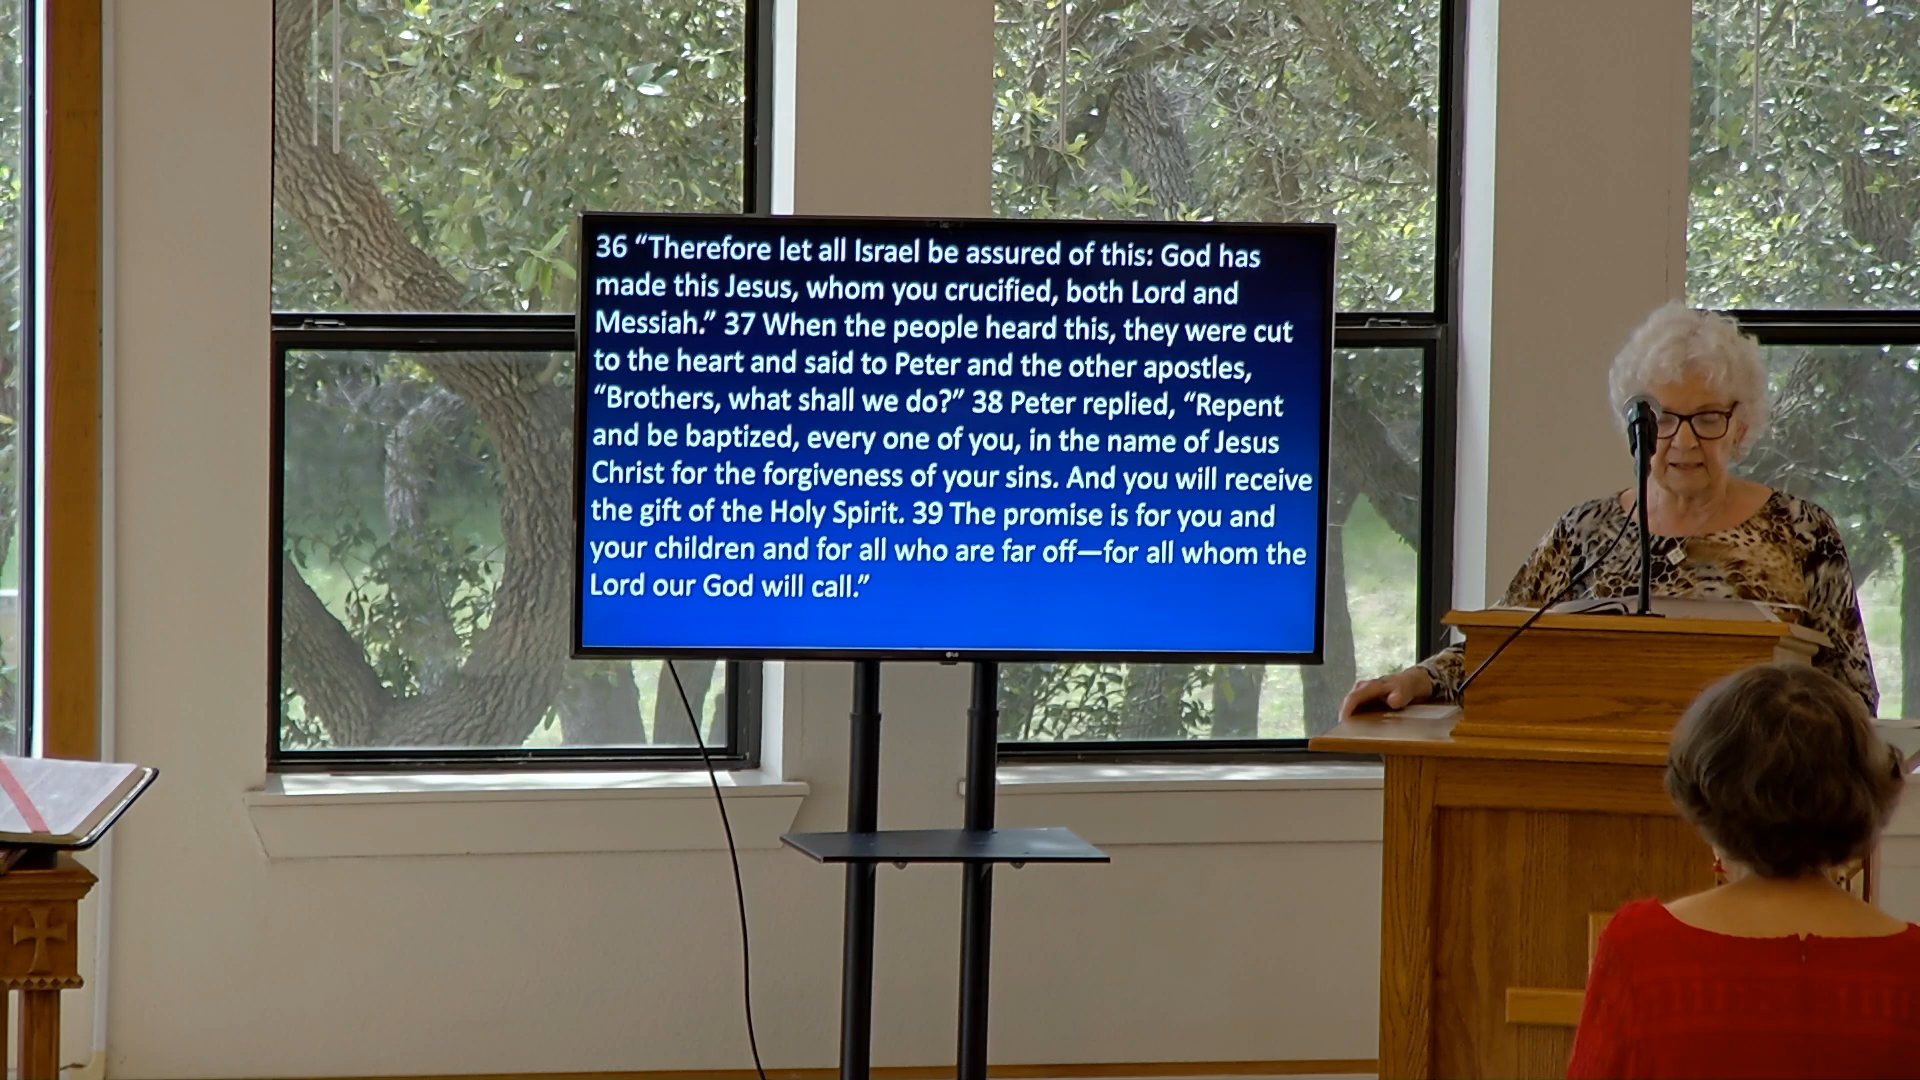 36 “Therefore let all Israel be assured of this: God has
made this Jesus, whom you crucified, both Lord and
Messiah.” 37 When the people heard this, they were cut
to the heart and said to Peter and the other apostles,
“Brothers, what shall we do?” 38 Peter replied, “Repent
and be baptized, every one of you, in the name of Jesus
Christ for the forgiveness of your sins. And you will receive
the gift of the Holy Spirit. 39 The promise is for you and
your children and for all who are far off—for all whom the
Lord our God will call.”
LG